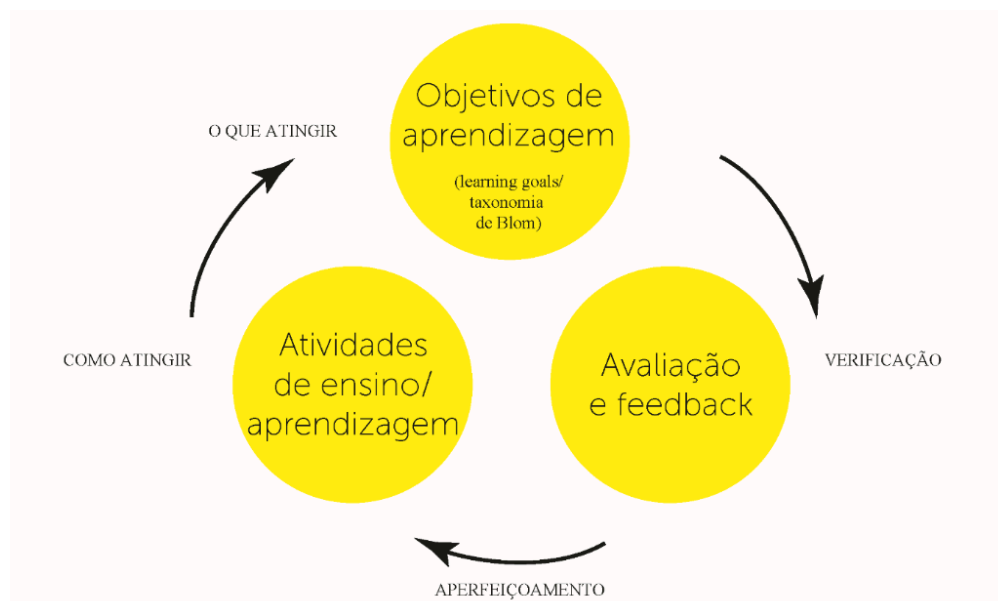 Objetivos de
aprendizagem
(learning goals/
taxonomia
de Blom)
O QUE ATINGIR
COMO ATINGIR
Atividades
de ensino/
aprendizagem
Avaliação
e feedback
VERIFICAÇÃO
APERFEIÇOAMENTO